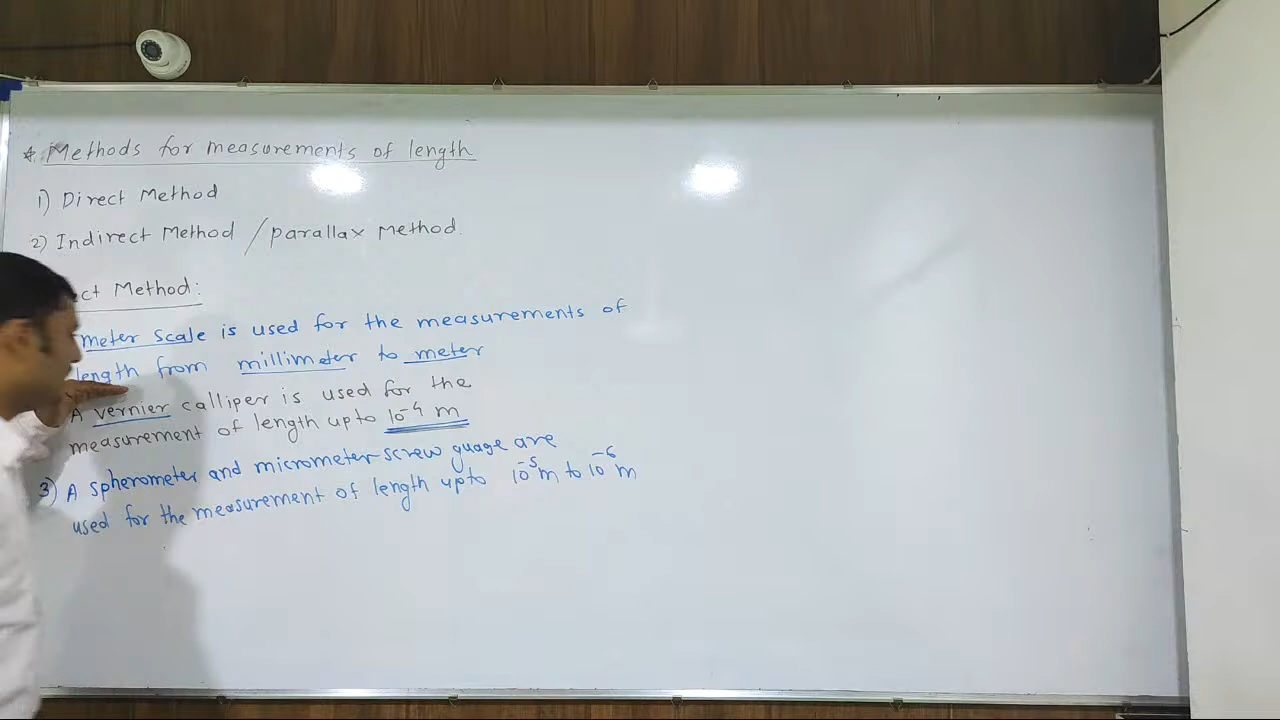 * Methods for measurements of length
1) Direct Method
2) Indirect Method / parallax Method.
ct Method:
meter scale is used for the measurements of
length from millimeter to meter
A vernier calliper is used for the
measurement of length upto 10⁻⁴ m
3) A spherometer and micrometer screw guage are
used for the measurement of length upto 10⁻⁵m to 10⁻⁶ m